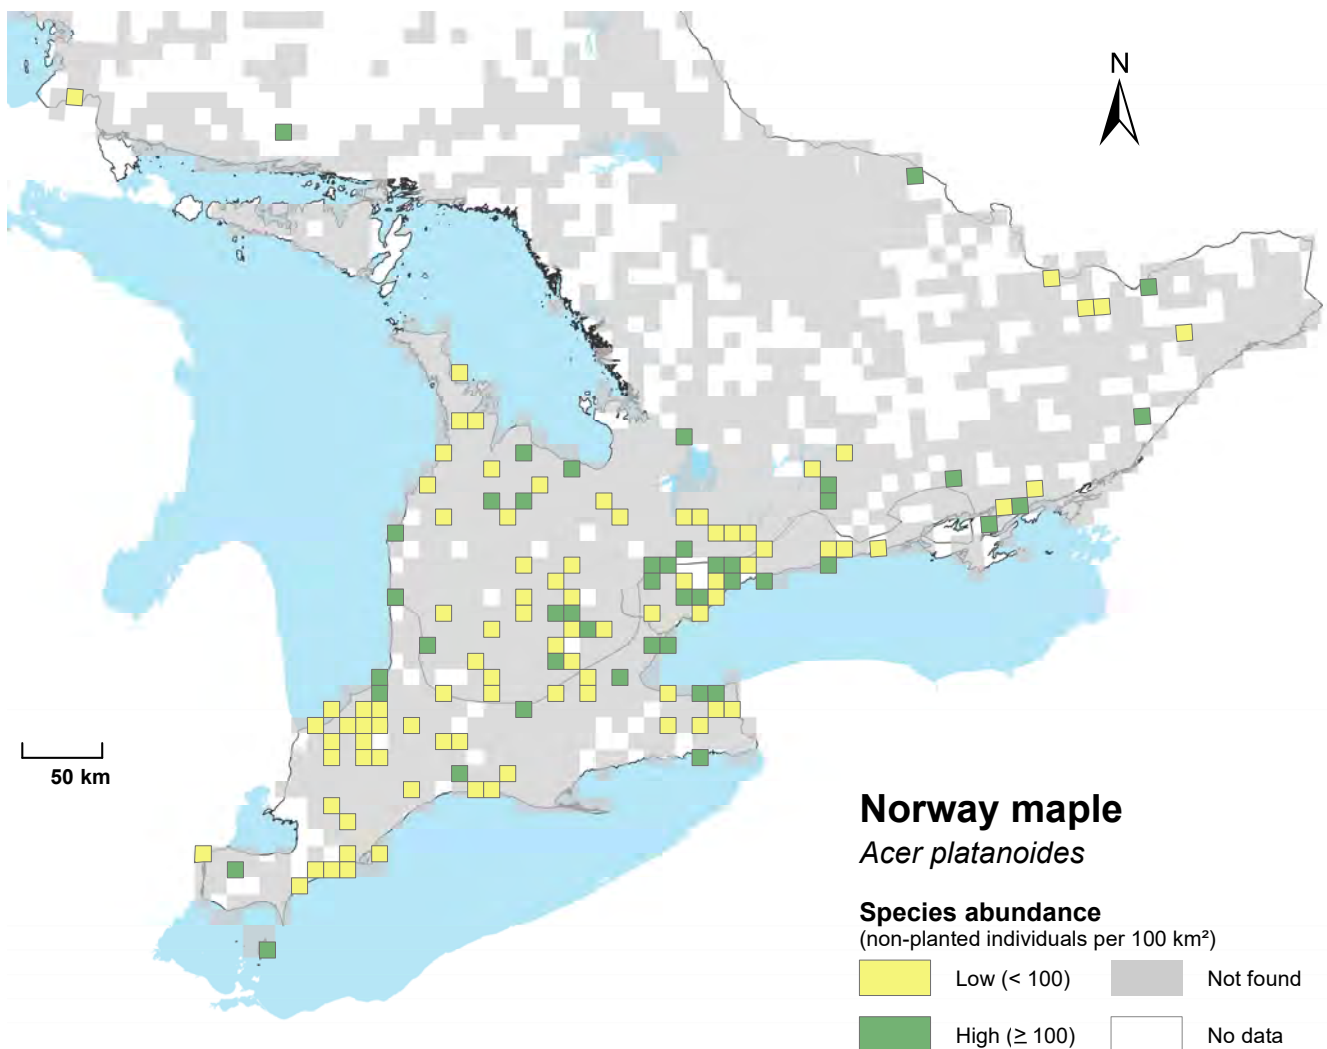 N
50 km
Norway maple
Acer platanoides
Species abundance
(non-planted individuals per 100 km²)
Low (< 100)
Not found
High (≥ 100)
No data